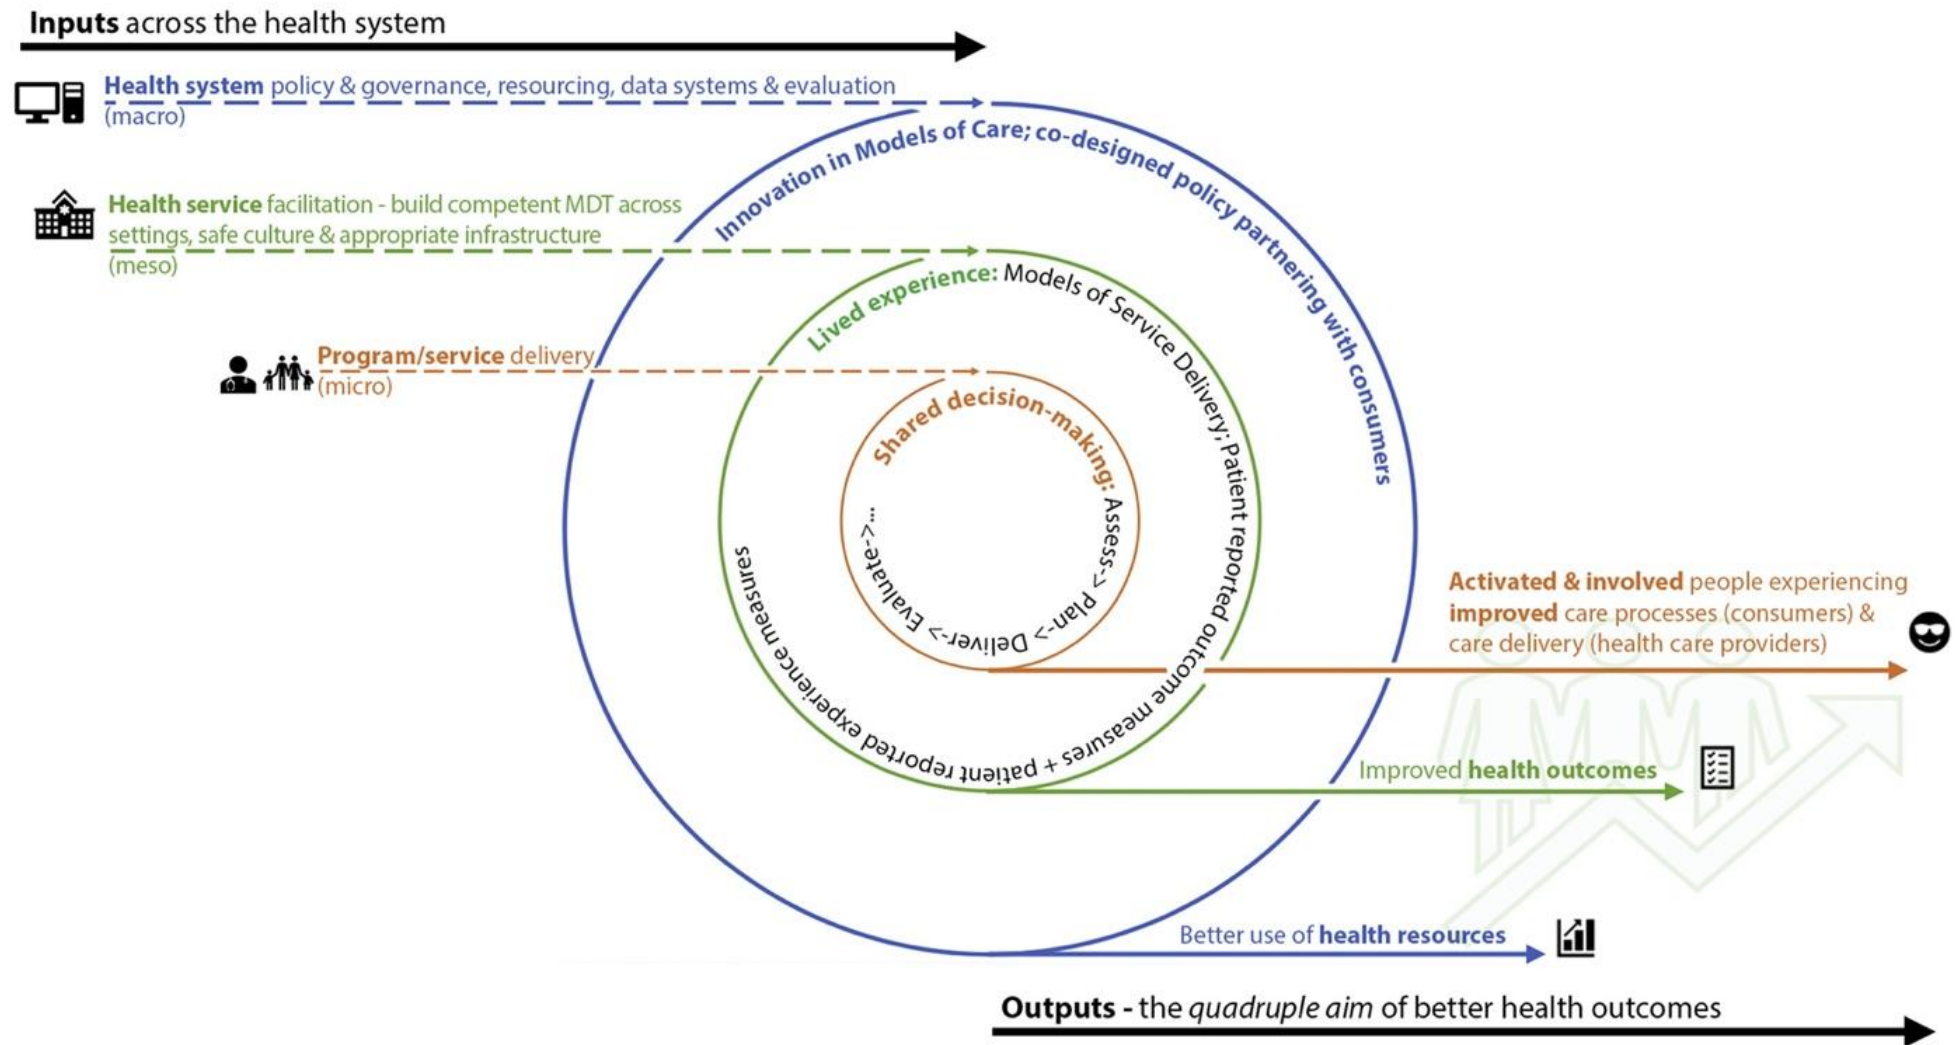 Inputs across the health system
Health system policy & governance, resourcing, data systems & evaluation
(macro)
Health service facilitation - build competent MDT across
settings, safe culture & appropriate infrastructure
(meso)
Program/service delivery
(micro)
Innovation in Models of Care; co-designed policy partnering with consumers
Lived experience: Models of Service Delivery; Patient reported outcome measures + patient reported experience measures
Shared decision-making: Assess-> Plan-> Deliver-> Evaluate->...
Activated & involved people experiencing
improved care processes (consumers) &
care delivery (health care providers)
Improved health outcomes
Better use of health resources
Outputs - the quadruple aim of better health outcomes